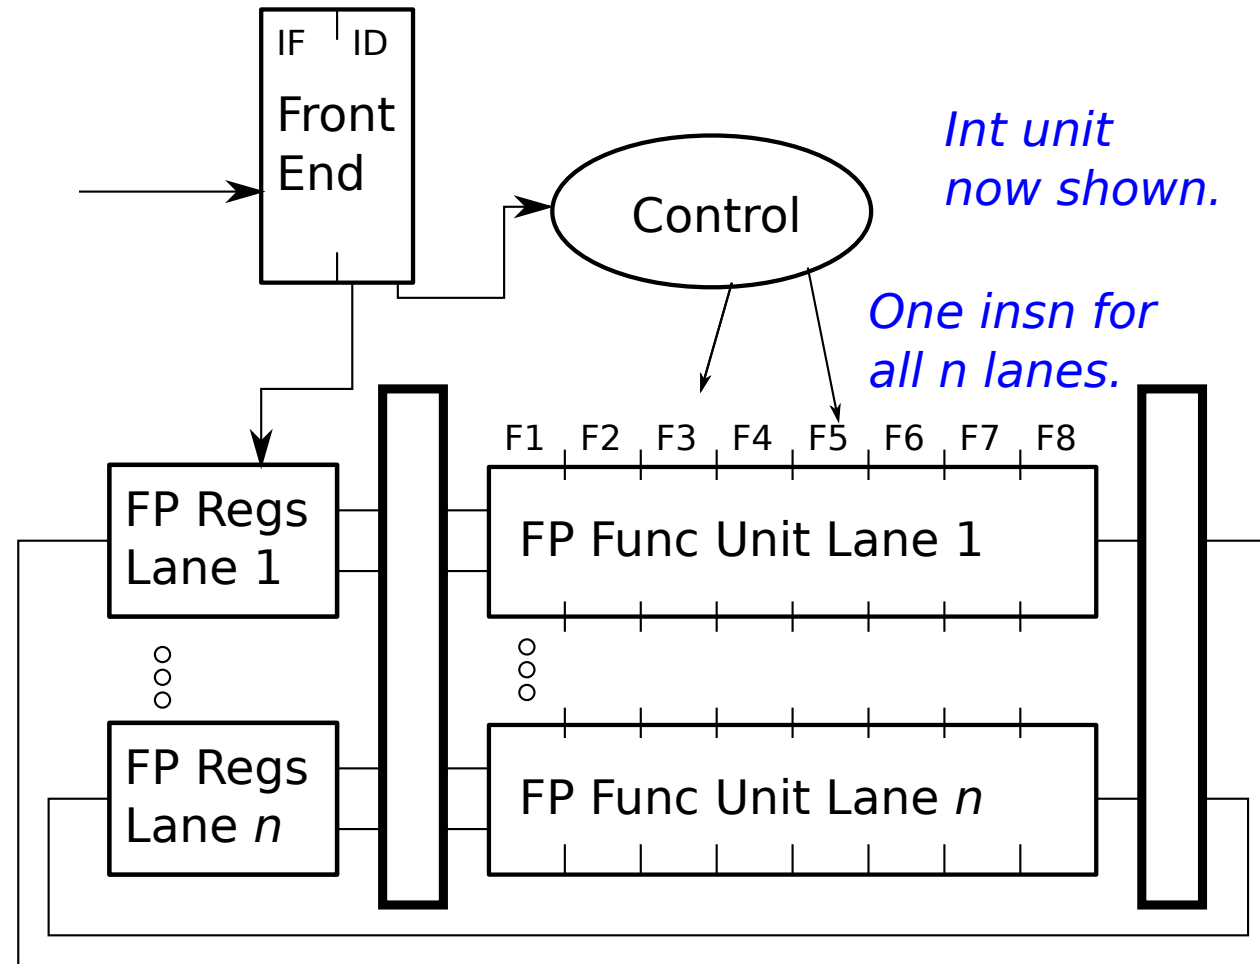 IF ID
Front
End
Control
Int unit
now shown.
One insn for
all n lanes.
F1 F2 F3 F4 F5 F6 F7 F8
FP Regs
Lane 1
FP Func Unit Lane 1
FP Regs
Lane n
FP Func Unit Lane n